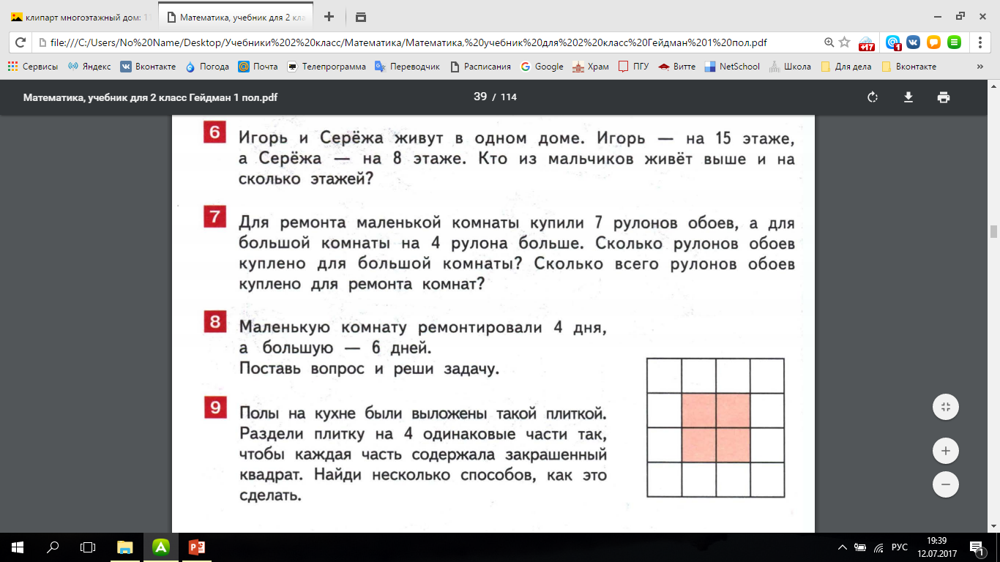 клипарт многоэтажный дом: 1
Математика, учебник для 2 кла
file:///C:/Users/No%20Name/Desktop/Учебники%202%20класс/Математика/Математика,%20учебник%20для%202%20класс%20Гейдман%201%20пол.pdf
+17
1
Сервисы Яндекс Вконтакте Погода Почта Телепрограмма Переводчик Расписания Google Храм ПГУ Витте NetSchool Школа Для дела Вконтакте »
Математика, учебник для 2 класс Гейдман 1 пол.pdf
39 / 114
6 Игорь и Серёжа живут в одном доме. Игорь — на 15 этаже,
а Серёжа — на 8 этаже. Кто из мальчиков живёт выше и на
сколько этажей?
7 Для ремонта маленькой комнаты купили 7 рулонов обоев, а для
большой комнаты на 4 рулона больше. Сколько рулонов обоев
куплено для большой комнаты? Сколько всего рулонов обоев
куплено для ремонта комнат?
8 Маленькую комнату ремонтировали 4 дня,
а большую — 6 дней.
Поставь вопрос и реши задачу.
9 Полы на кухне были выложены такой плиткой.
Раздели плитку на 4 одинаковые части так,
чтобы каждая часть содержала закрашенный
квадрат. Найди несколько способов, как это
сделать.
РУС
19:39
12.07.2017
1